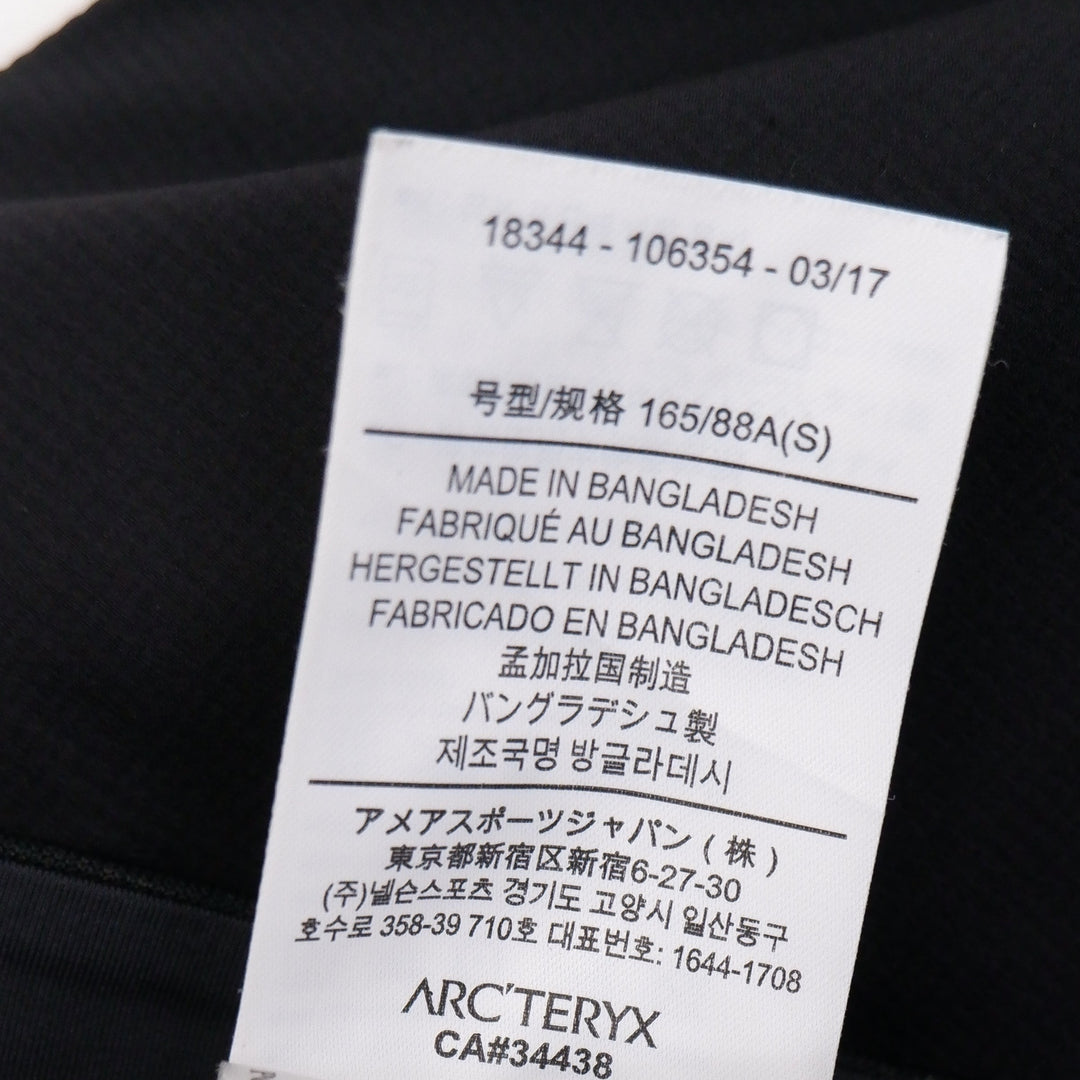 18344 - 106354 - 03/17
号型/规格 165/88A(S)
MADE IN BANGLADESH
FABRIQUÉ AU BANGLADESH
HERGESTELLT IN BANGLADESCH
FABRICADO EN BANGLADESH
孟加拉国制造
バングラデシュ製
제조국명 방글라데시
アメアスポーツジャパン ( 株 )
東京都新宿区新宿6-27-30
(주)넬슨스포츠 경기도 고양시 일산동구
호수로 358-39 710호 대표번호: 1644-1708
ARC'TERYX
CA#34438